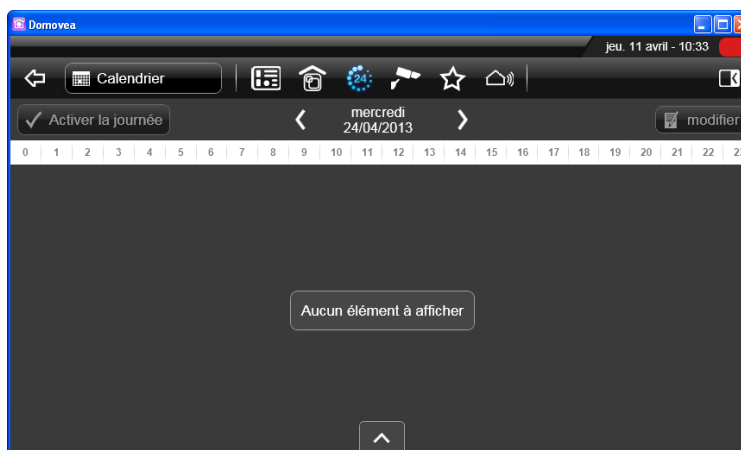 Domovea
jeu. 11 avril - 10:33
Calendrier
24
Activer la journée
mercredi
24/04/2013
modifier
0 1 2 3 4 5 6 7 8 9 10 11 12 13 14 15 16 17 18 19 20 21 22
Aucun élément à afficher